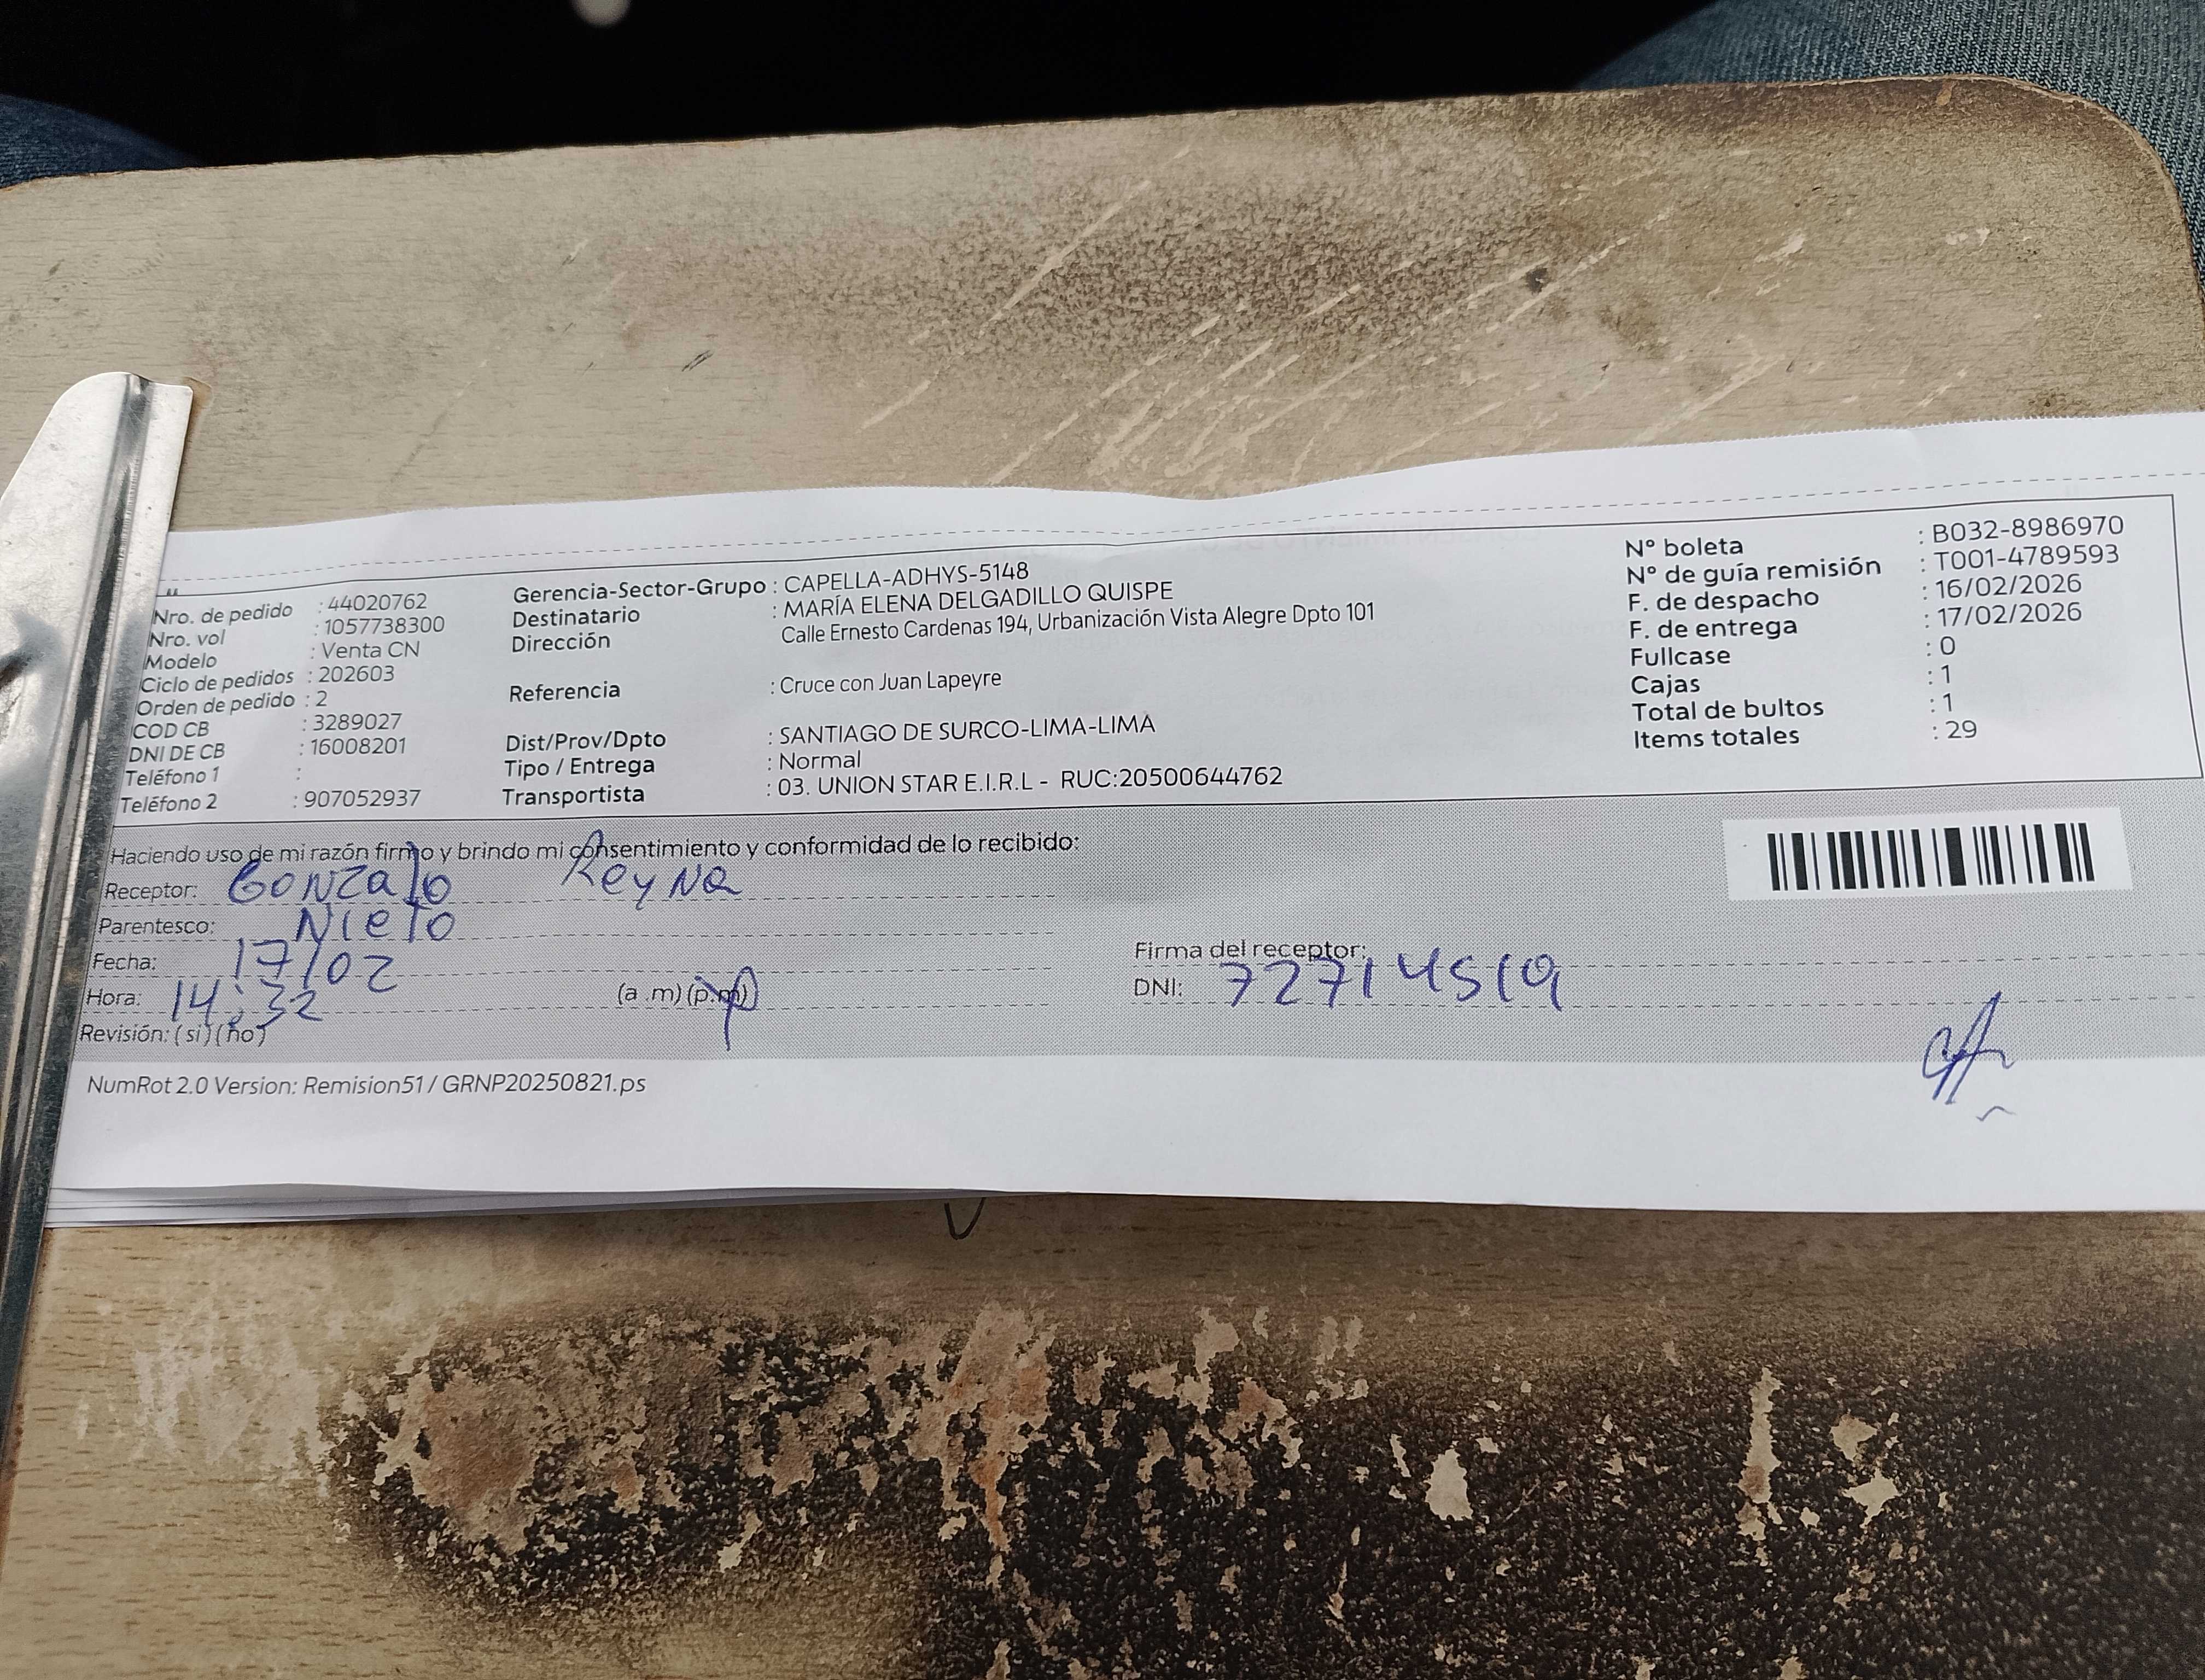 Nro. de pedido : 44020762
Nro. vol : 1057738300
Modelo : Venta CN
Ciclo de pedidos : 202603
Orden de pedido : 2
COD CB : 3289027
DNI DE CB : 16008201
Teléfono 1 :
Teléfono 2 : 907052937
Gerencia-Sector-Grupo : CAPELLA-ADHYS-5148
Destinatario : MARÍA ELENA DELGADILLO QUISPE
Dirección Calle Ernesto Cardenas 194, Urbanización Vista Alegre Dpto 101
Referencia : Cruce con Juan Lapeyre
Dist/Prov/Dpto : SANTIAGO DE SURCO-LIMA-LIMA
Tipo / Entrega : Normal
Transportista : 03. UNION STAR E.I.R.L - RUC:20500644762
N° boleta : B032-8986970
N° de guía remisión : T001-4789593
F. de despacho : 16/02/2026
F. de entrega : 17/02/2026
Fullcase : 0
Cajas : 1
Total de bultos : 1
Items totales : 29
Haciendo uso de mi razón firmo y brindo mi consentimiento y conformidad de lo recibido:
Receptor: Gonzalo Reyna
Parentesco: Nieto
Fecha: 17/02
Hora: 14:32 (a .m) (p.m)
Revisión: (si) (no)
Firma del receptor:
DNI: 72714519
NumRot 2.0 Version: Remision51 / GRNP20250821.ps